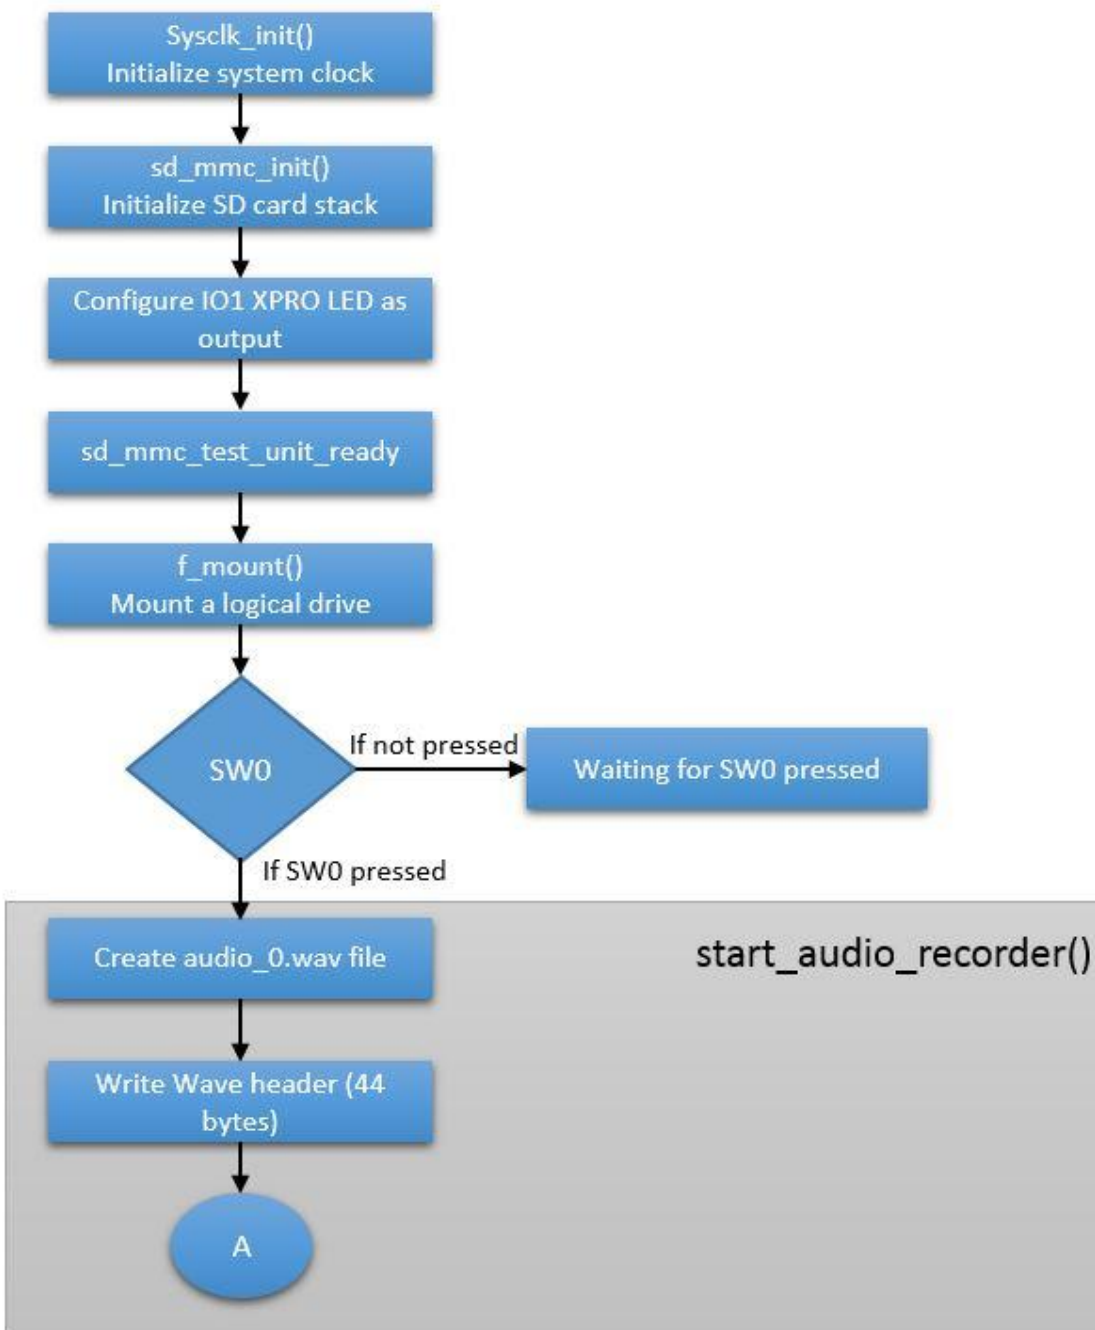 Sysclk_init()
Initialize system clock
sd_mmc_init()
Initialize SD card stack
Configure IO1 XPRO LED as
output
sd_mmc_test_unit_ready
f_mount()
Mount a logical drive
SW0
If not pressed
Waiting for SW0 pressed
If SW0 pressed
Create audio_0.wav file
start_audio_recorder()
Write Wave header (44
bytes)
A